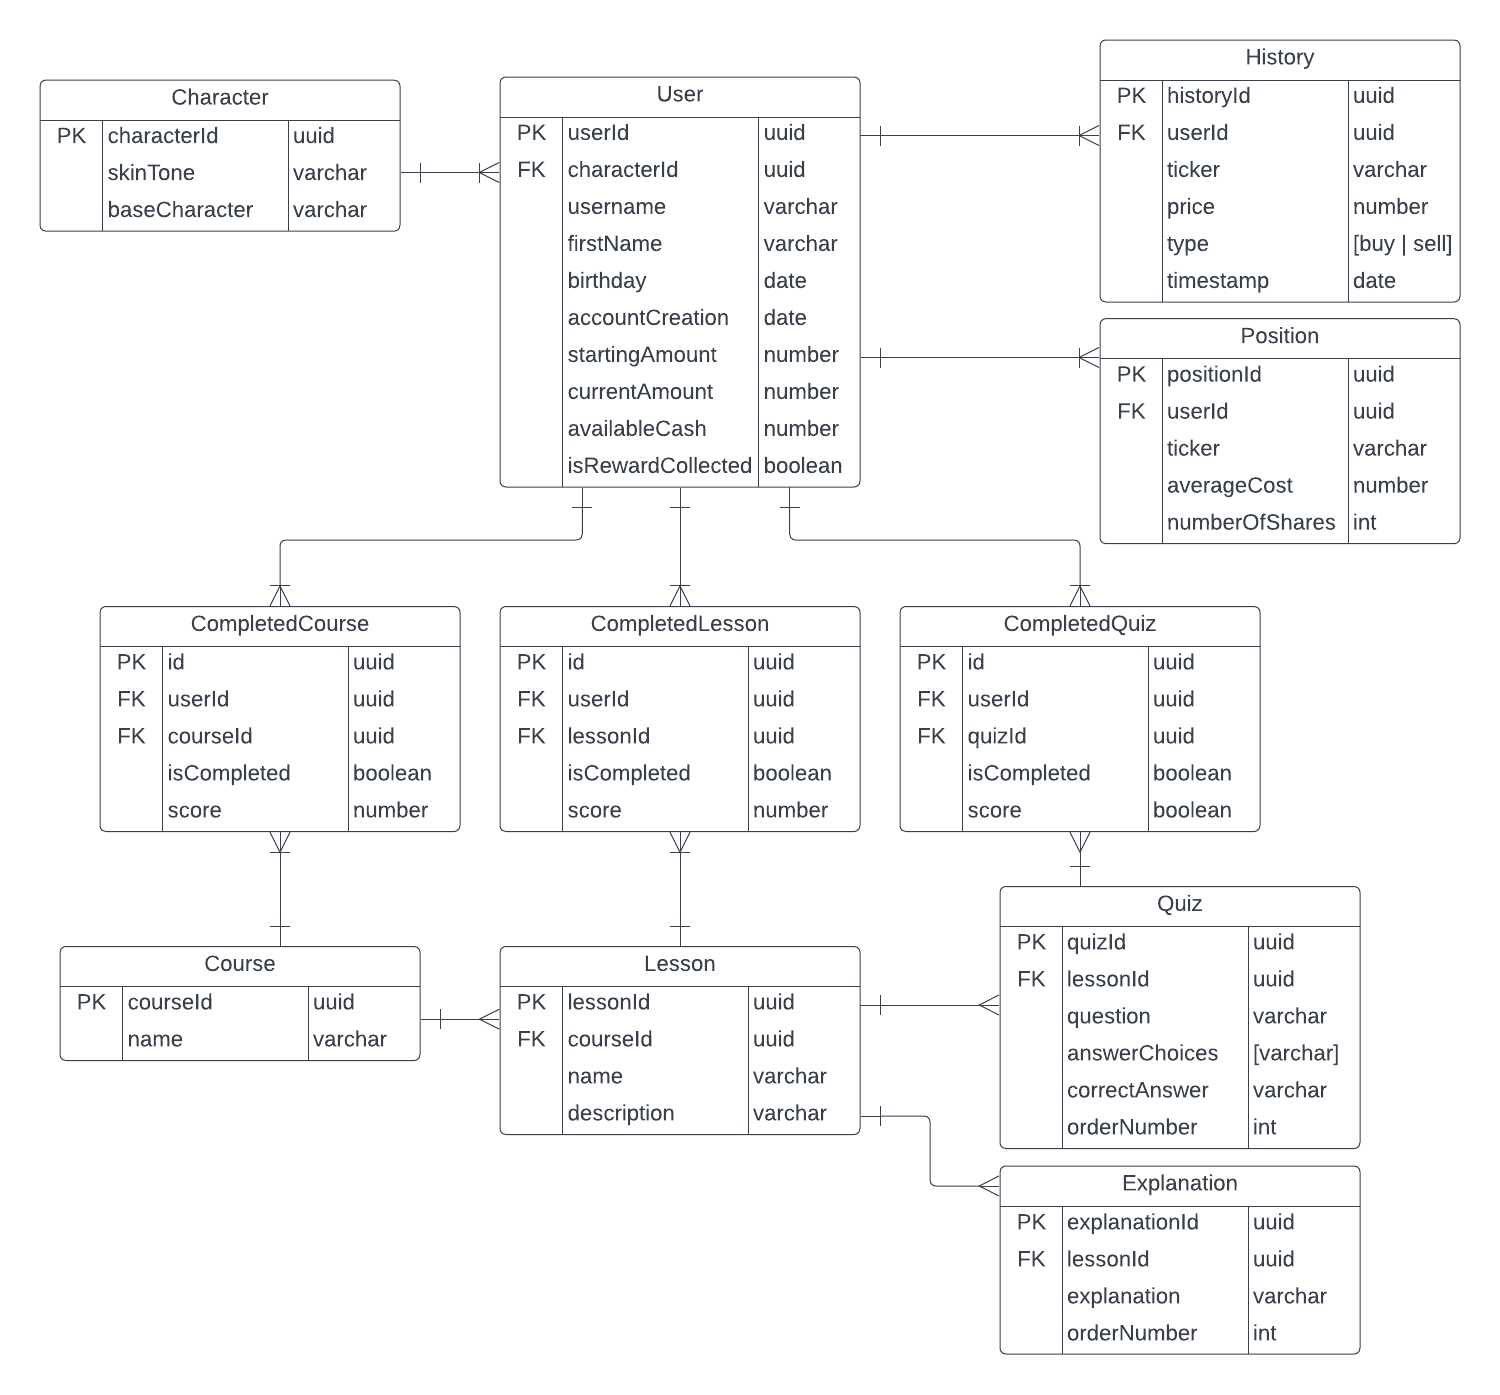 Character
PK characterId uuid
skinTone varchar
baseCharacter varchar
User
PK userId uuid
FK characterId uuid
username varchar
firstName varchar
birthday date
accountCreation date
startingAmount number
currentAmount number
availableCash number
isRewardCollected boolean
History
PK historyId uuid
FK userId uuid
ticker varchar
price number
type [buy | sell]
timestamp date
Position
PK positionId uuid
FK userId uuid
ticker varchar
averageCost number
numberOfShares int
CompletedCourse
PK id uuid
FK userId uuid
FK courseId uuid
isCompleted boolean
score number
CompletedLesson
PK id uuid
FK userId uuid
FK lessonId uuid
isCompleted boolean
score number
CompletedQuiz
PK id uuid
FK userId uuid
FK quizId uuid
isCompleted boolean
score boolean
Course
PK courseId uuid
name varchar
Lesson
PK lessonId uuid
FK courseId uuid
name varchar
description varchar
Quiz
PK quizId uuid
FK lessonId uuid
question varchar
answerChoices [varchar]
correctAnswer varchar
orderNumber int
Explanation
PK explanationId uuid
FK lessonId uuid
explanation varchar
orderNumber int